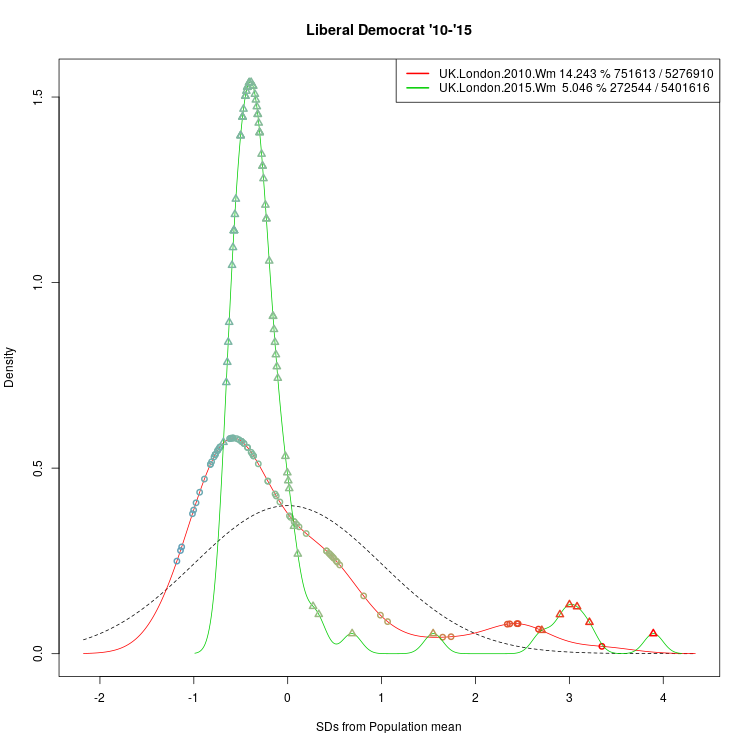 Liberal Democrat '10-'15
UK.London.2010.Wm 14.243 % 751613 / 5276910
UK.London.2015.Wm 5.046 % 272544 / 5401616
Density
1.5
1.0
0.5
0.0
-2 -1 0 1 2 3 4
SDs from Population mean